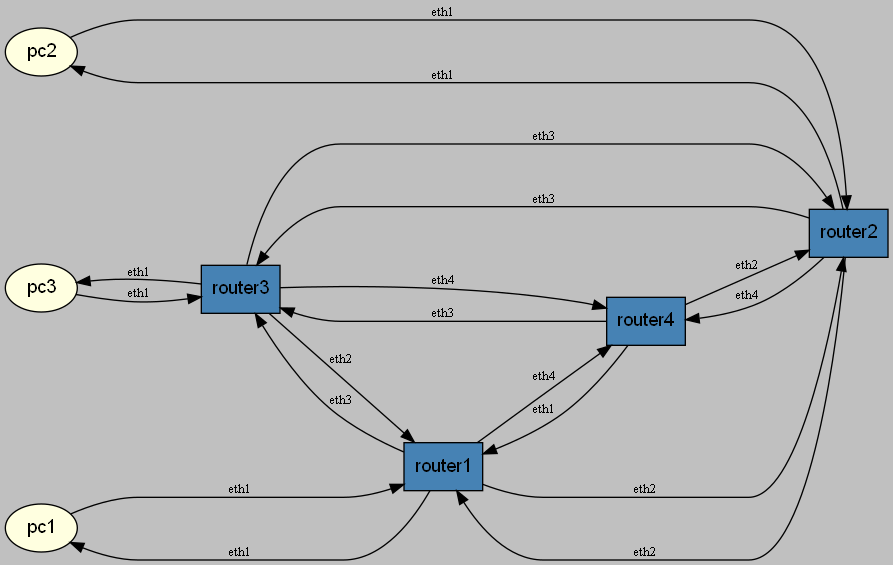 eth1
pc2
eth1
eth3
eth3
router2
eth1
eth2
pc3
router3
eth4
eth1
eth4
eth3
router4
eth2
eth4
eth3
eth1
router1
eth1
eth2
pc1
eth1
eth2